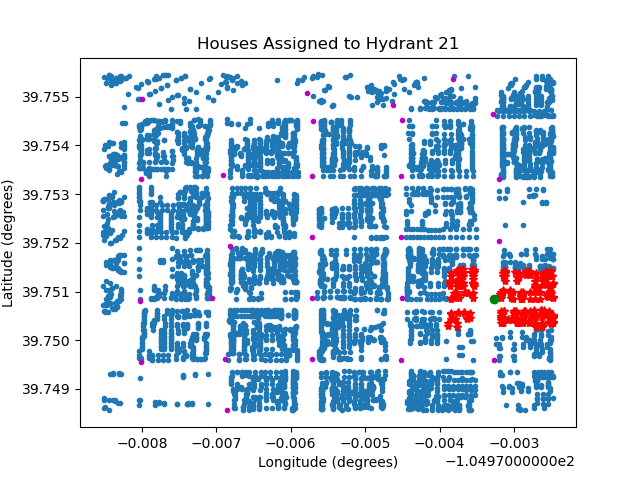 Houses Assigned to Hydrant 21
39.755
39.754
39.753
39.752
39.751
39.750
39.749
Latitude (degrees)
−0.008 −0.007 −0.006 −0.005 −0.004 −0.003
Longitude (degrees)
−1.0497000000e2